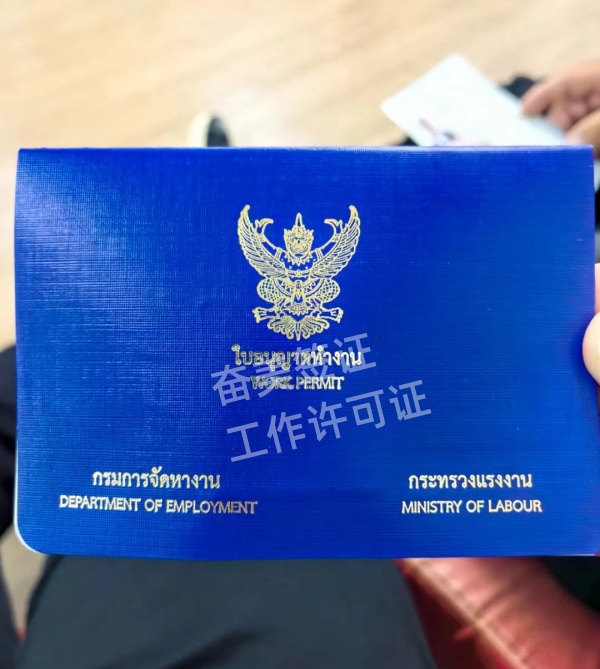 ใบอนุญาตทำงาน
WORK PERMIT
奋美签证
工作许可证
กรมการจัดหางาน
DEPARTMENT OF EMPLOYMENT
กระทรวงแรงงาน
MINISTRY OF LABOUR